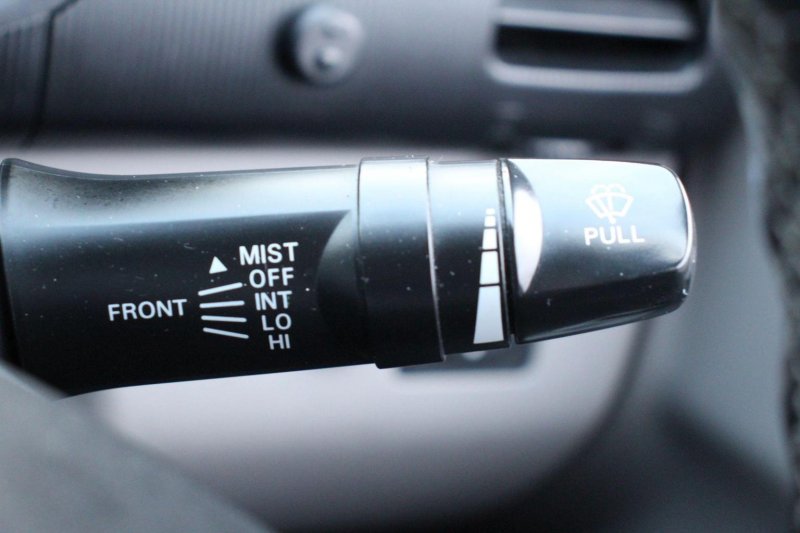 MIST
OFF
FRONT INT
LO
HI
PULL